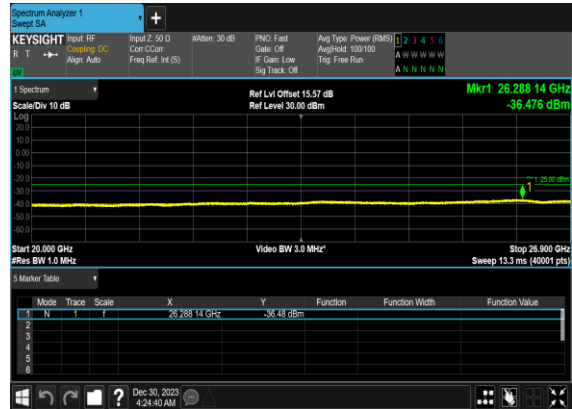 Spectrum Analyzer 1
Swept SA
+
KEYSIGHT
R T
Input: RF
Coupling: DC
Align: Auto
Input Z: 50 Ω
Corr CCorr
Freq Ref: Int (S)
#Atten: 30 dB
PNO: Fast
Gate: Off
IF Gain: Low
Sig Track: Off
Avg Type: Power (RMS)
Avg|Hold: 100/100
Trig: Free Run
1 2 3 4 5 6
A W W W W W
A N N N N N
1 Spectrum
Scale/Div 10 dB
Log
Ref Lvl Offset 15.57 dB
Ref Level 30.00 dBm
Mkr1 26.288 14 GHz
-36.476 dBm
20.0
10.0
0.00
-10.0
-20.0
-30.0
-40.0
-50.0
-60.0
-25.00 dBm
1
Start 20.000 GHz
#Res BW 1.0 MHz
Video BW 3.0 MHz*
Stop 26.900 GHz
Sweep 13.3 ms (40001 pts)
5 Marker Table
Mode Trace Scale X Y Function Function Width Function Value
1 N 1 f 26.288 14 GHz -36.48 dBm
2
3
4
5
6
?
Dec 30, 2023
4:24:40 AM